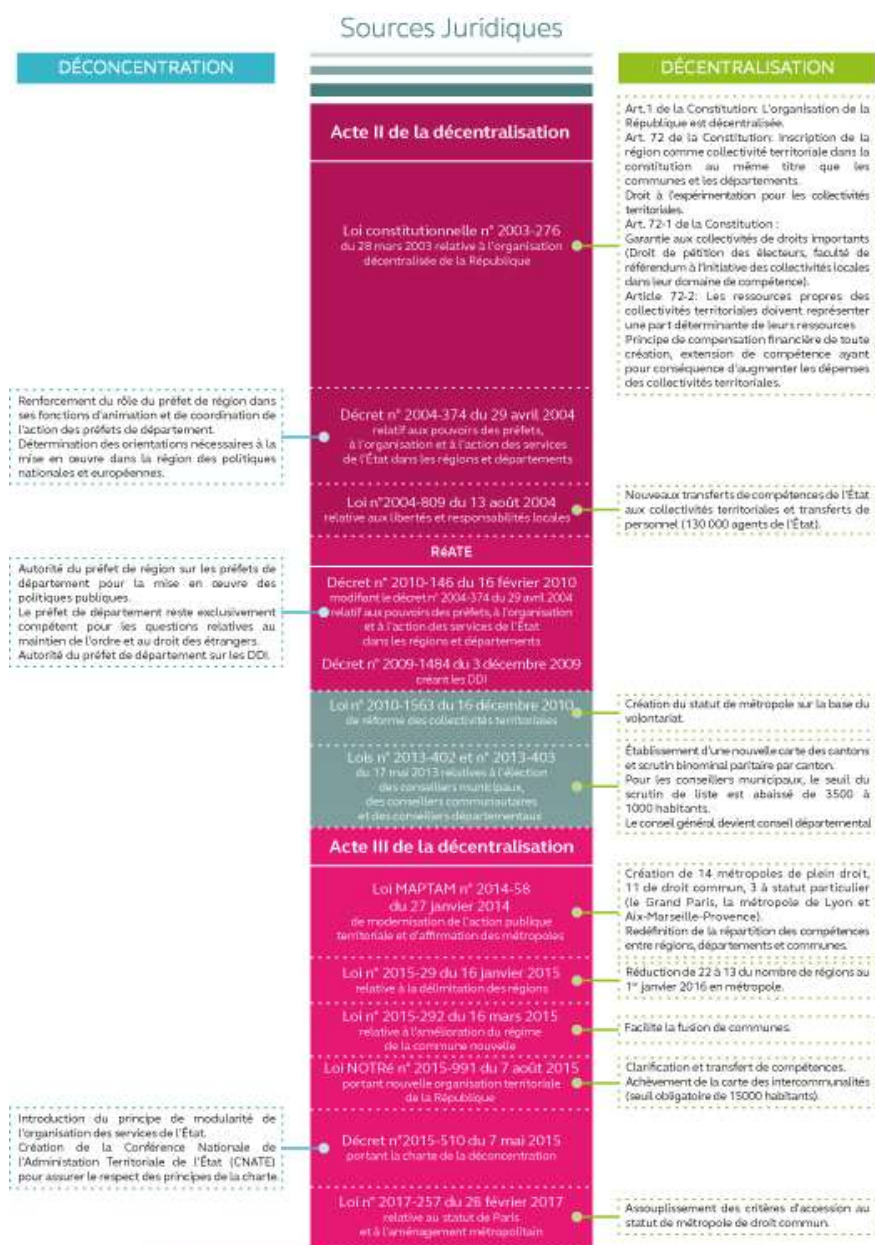 Sources Juridiques
DÉCONCENTRATION
DÉCENTRALISATION
Acte II de la décentralisation
Loi constitutionnelle n° 2003-276
du 28 mars 2003 relative à l'organisation
décentralisée de la République
Art.1 de la Constitution: L'organisation de la
République est décentralisée.
Art. 72 de la Constitution: Inscription de la
région comme collectivité territoriale dans la
constitution au même titre que les
communes et les départements.
Droit à l'expérimentation pour les collectivités
territoriales.
Art. 72-1 de la Constitution :
Garantie aux collectivités de droits importants
(Droit de pétition des électeurs, faculté de
référendum à l'initiative des collectivités locales
dans leur domaine de compétence).
Article 72-2: Les ressources propres des
collectivités territoriales doivent représenter
une part déterminante de leurs ressources
Principe de compensation financière de toute
création, extension de compétence ayant
pour conséquence d'augmenter les dépenses
des collectivités territoriales.
Renforcement du rôle du préfet de région dans
ses fonctions d'animation et de coordination de
l'action des préfets de département.
Détermination des orientations nécessaires à la
mise en œuvre dans la région des politiques
nationales et européennes.
Décret n° 2004-374 du 29 avril 2004
relatif aux pouvoirs des préfets,
à l'organisation et à l'action des services
de l'État dans les régions et départements
Loi n°2004-809 du 13 août 2004
relative aux libertés et responsabilités locales
Nouveaux transferts de compétences de l'État
aux collectivités territoriales et transferts de
personnel (130 000 agents de l'État).
RéATE
Autorité du préfet de région sur les préfets de
département pour la mise en œuvre des
politiques publiques.
Le préfet de département reste exclusivement
compétent pour les questions relatives au
maintien de l'ordre et au droit des étrangers.
Autorité du préfet de département sur les DDI.
Décret n° 2010-146 du 16 février 2010
modifiant le décret n° 2004-374 du 29 avril 2004
relatif aux pouvoirs des préfets, à l'organisation
et à l'action des services de l'État
dans les régions et départements
Décret n° 2009-1484 du 3 décembre 2009
créant les DDI
Loi n° 2010-1563 du 16 décembre 2010
de réforme des collectivités territoriales
Création du statut de métropole sur la base du
volontariat.
Lois n° 2013-402 et n° 2013-403
du 17 mai 2013 relatives à l'élection
des conseillers municipaux,
des conseillers communautaires
et des conseillers départementaux
Établissement d'une nouvelle carte des cantons
et scrutin binominal paritaire par canton.
Pour les conseillers municipaux, le seuil du
scrutin de liste est abaissé de 3500 à
1000 habitants.
Le conseil général devient conseil départemental
Acte III de la décentralisation
Loi MAPTAM n° 2014-58
du 27 janvier 2014
de modernisation de l'action publique
territoriale et d'affirmation des métropoles
Création de 14 métropoles de plein droit,
11 de droit commun, 3 à statut particulier
(le Grand Paris, la métropole de Lyon et
Aix-Marseille-Provence).
Redéfinition de la répartition des compétences
entre régions, départements et communes.
Loi n° 2015-29 du 16 janvier 2015
relative à la délimitation des régions
Réduction de 22 à 13 du nombre de régions au
1er janvier 2016 en métropole.
Loi n° 2015-292 du 16 mars 2015
relative à l'amélioration du régime
de la commune nouvelle
Facilite la fusion de communes.
Loi NOTRé n° 2015-991 du 7 août 2015
portant nouvelle organisation territoriale
de la République
Clarification et transfert de compétences.
Achèvement de la carte des intercommunalités
(seuil obligatoire de 15000 habitants).
Introduction du principe de modularité de
l'organisation des services de l'État.
Création de la Conférence Nationale de
l'Administation Territoriale de l'État (CNATE)
pour assurer le respect des principes de la charte
Décret n°2015-510 du 7 mai 2015
portant la charte de la déconcentration
Loi n° 2017-257 du 28 février 2017
relative au statut de Paris
et à l'aménagement métropolitain
Assouplissement des critères d'accession au
statut de métropole de droit commun.